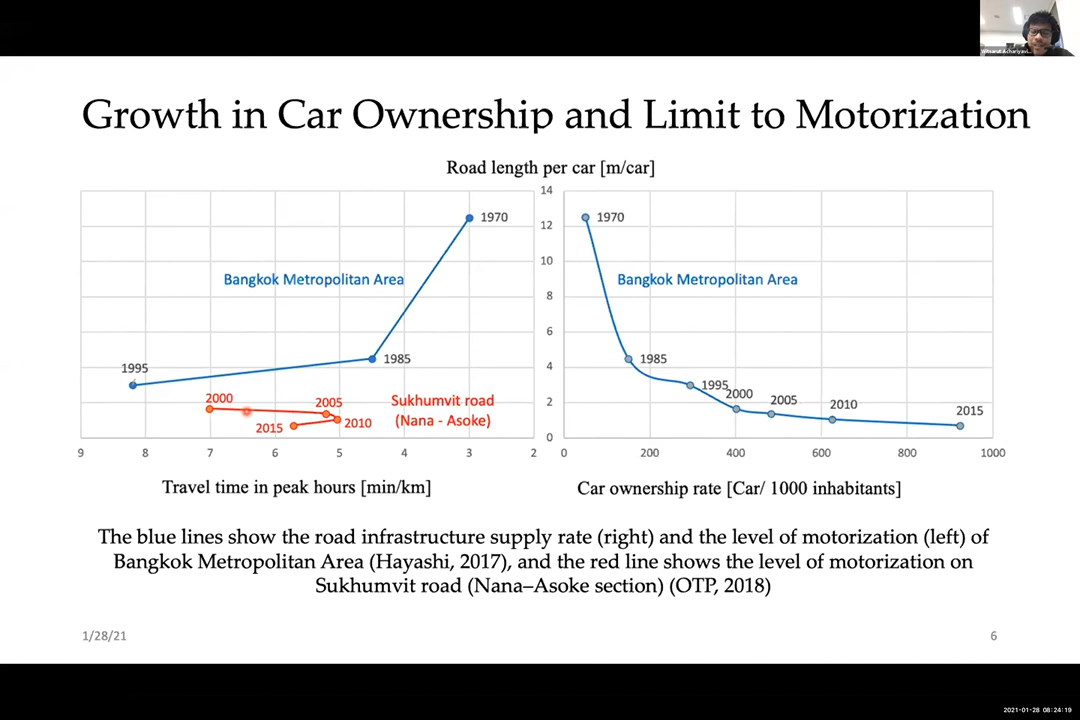 Growth in Car Ownership and Limit to Motorization
Road length per car [m/car]
14
12
10
8
6
4
2
0
1970
Bangkok Metropolitan Area
1985
1995
2000
2005
2010
2015
Sukhumvit road
(Nana - Asoke)
9 8 7 6 5 4 3 2
Travel time in peak hours [min/km]
1970
Bangkok Metropolitan Area
1985
1995
2000
2005
2010
2015
0 200 400 600 800 1000
Car ownership rate [Car/ 1000 inhabitants]
The blue lines show the road infrastructure supply rate (right) and the level of motorization (left) of
Bangkok Metropolitan Area (Hayashi, 2017), and the red line shows the level of motorization on
Sukhumvit road (Nana–Asoke section) (OTP, 2018)
1/28/21
6
2021-01-28 08:24:19